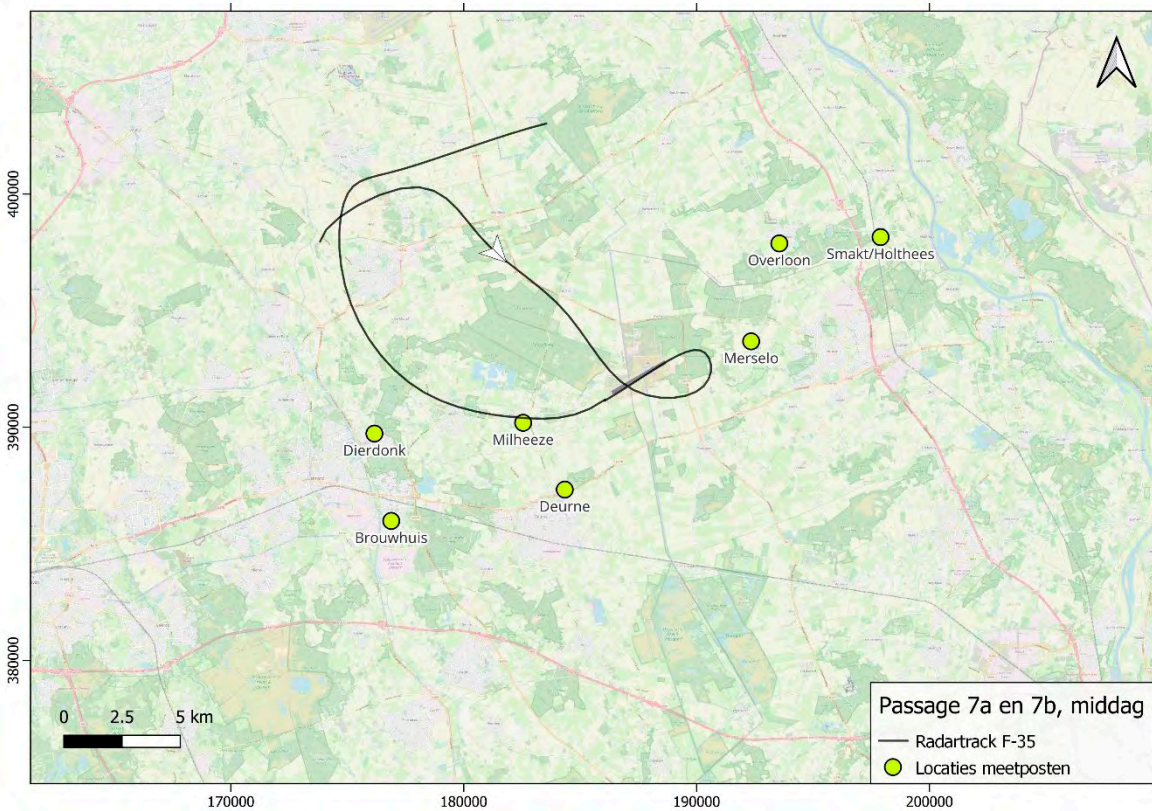 400000
390000
380000
170000
180000
190000
200000
Overloon
Smakt/Holthees
Merselo
Milheeze
Dierdonk
Deurne
Brouwhuis
0 2.5 5 km
Passage 7a en 7b, middag
Radartrack F-35
Locaties meetposten